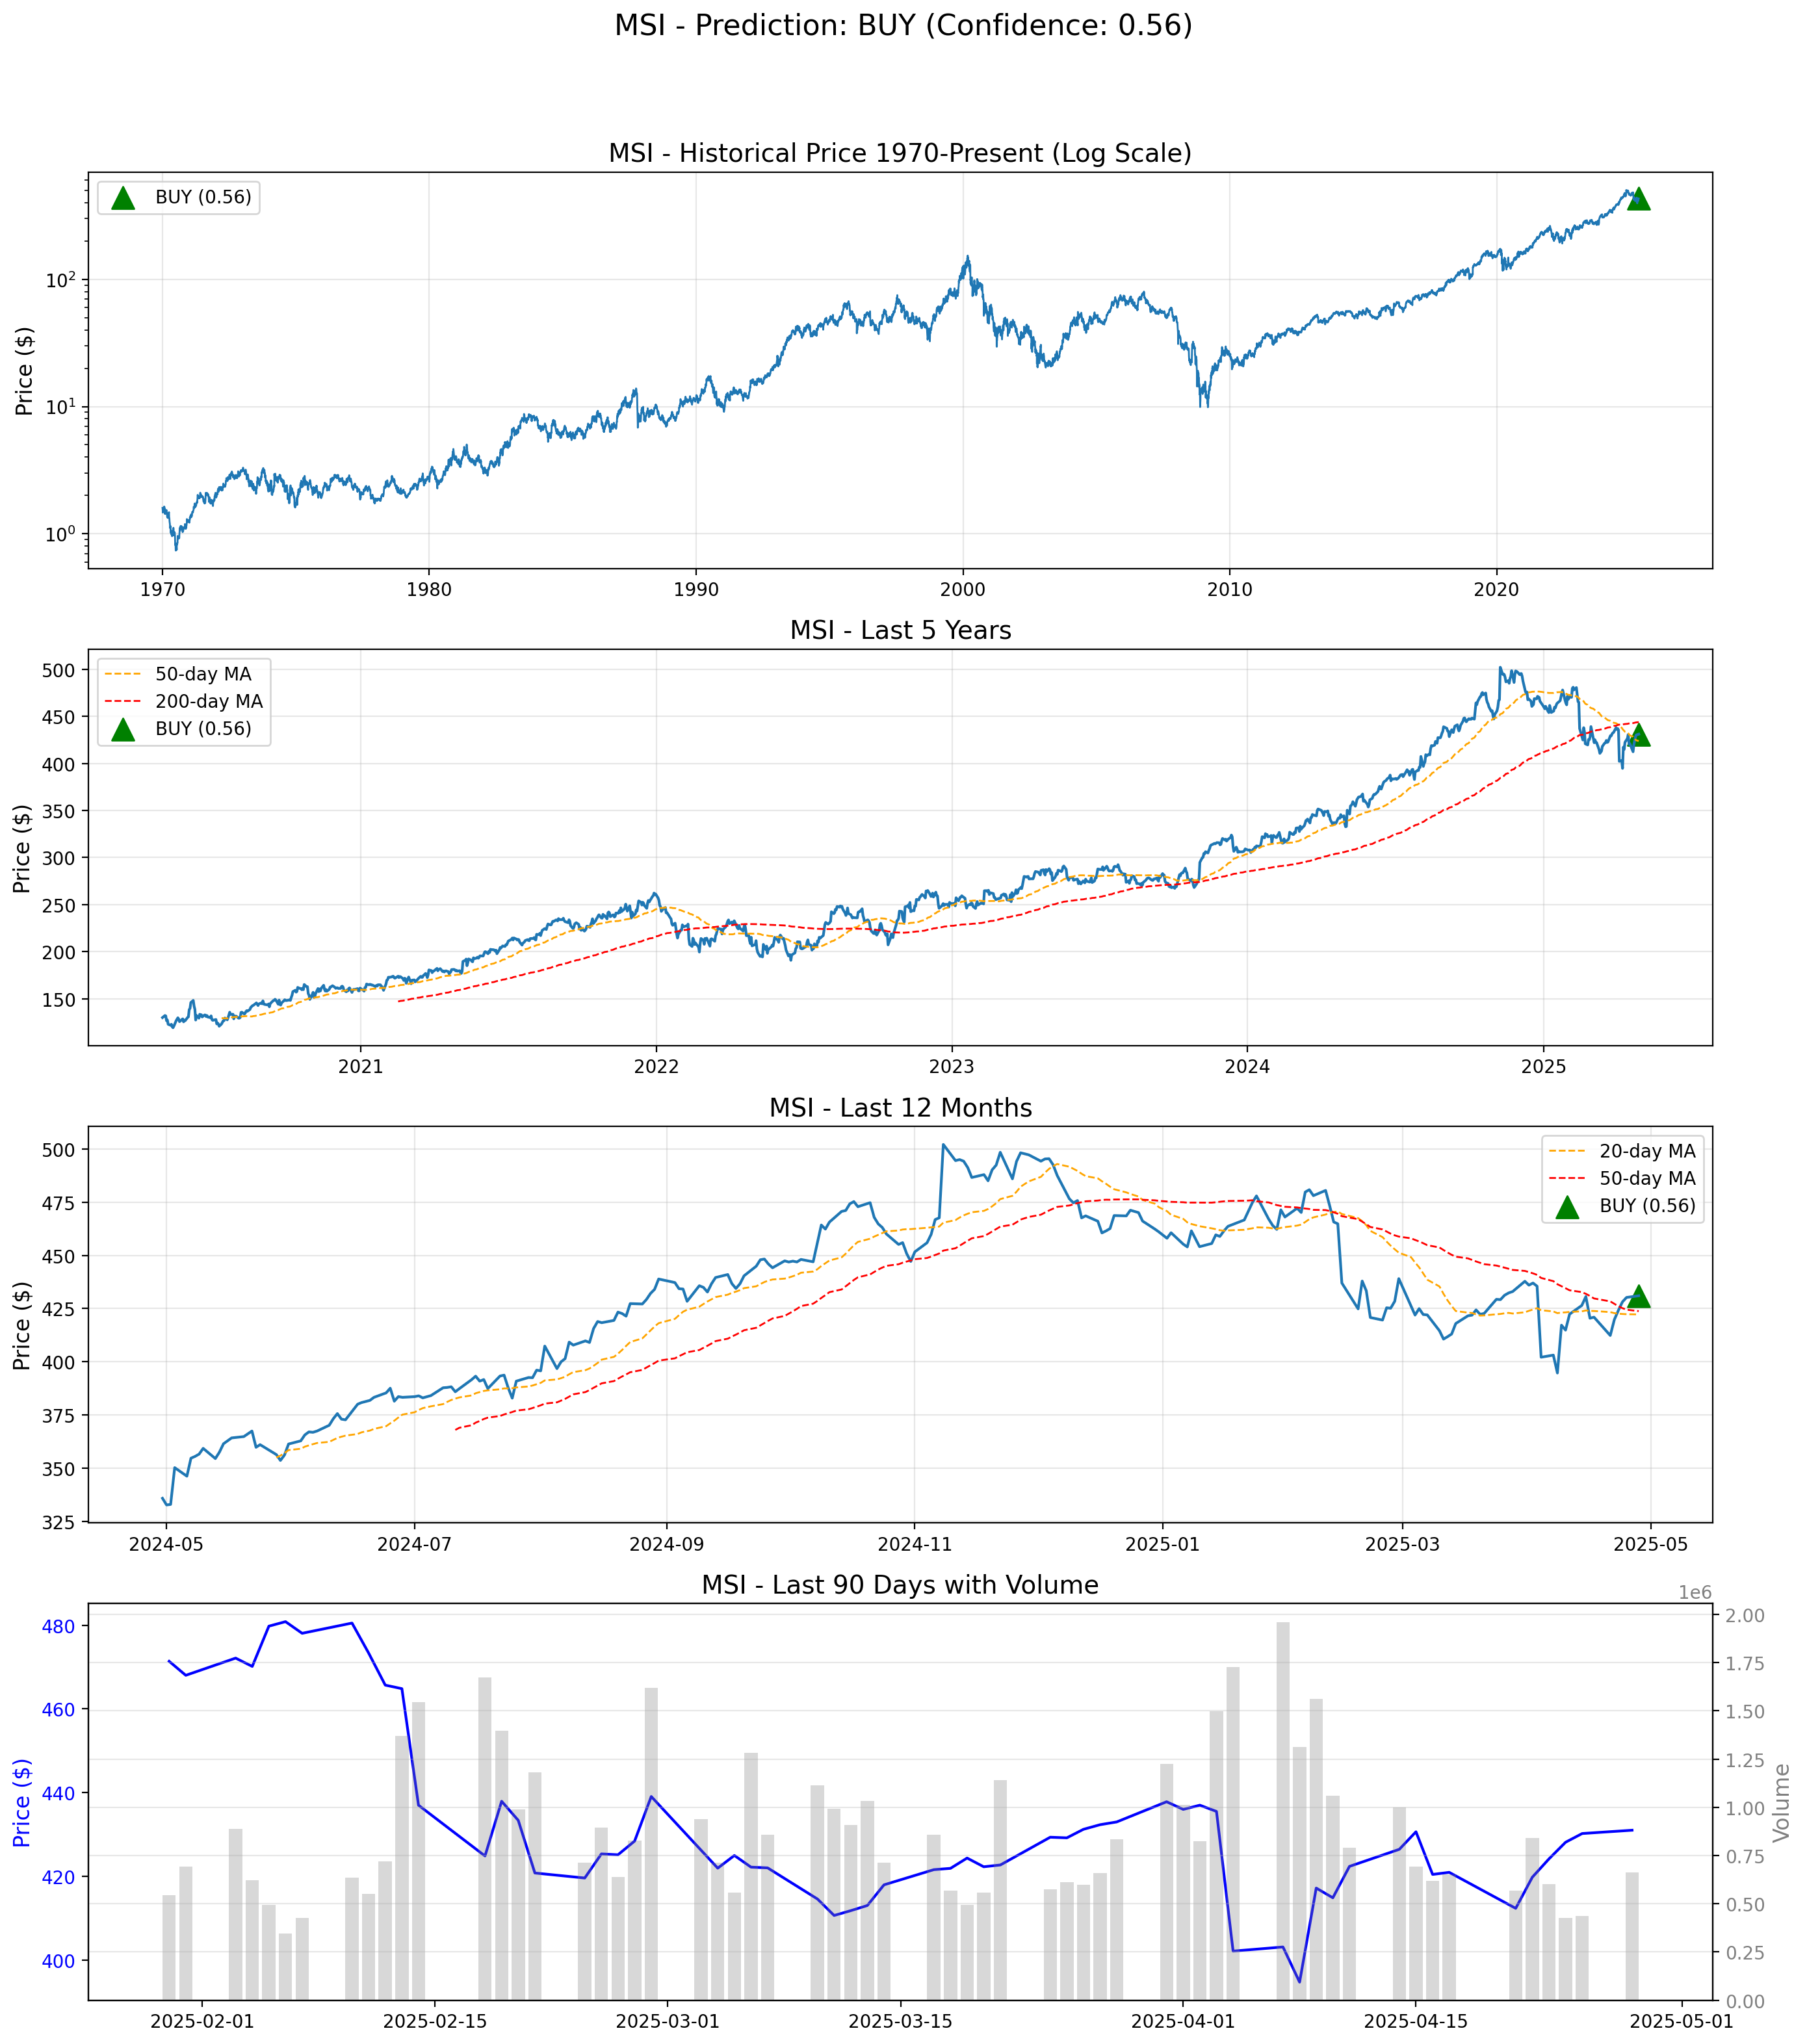 MSI - Prediction: BUY (Confidence: 0.56)
MSI - Historical Price 1970-Present (Log Scale)
BUY (0.56)
Price ($)
10²
10¹
10⁰
1970 1980 1990 2000 2010 2020
MSI - Last 5 Years
50-day MA
200-day MA
BUY (0.56)
Price ($)
500
450
400
350
300
250
200
150
2021 2022 2023 2024 2025
MSI - Last 12 Months
20-day MA
50-day MA
BUY (0.56)
Price ($)
500
475
450
425
400
375
350
325
2024-05 2024-07 2024-09 2024-11 2025-01 2025-03 2025-05
MSI - Last 90 Days with Volume
1e6
Price ($)
480
460
440
420
400
2.00
1.75
1.50
1.25
1.00
0.75
0.50
0.25
0.00
Volume
2025-02-01 2025-02-15 2025-03-01 2025-03-15 2025-04-01 2025-04-15 2025-05-01